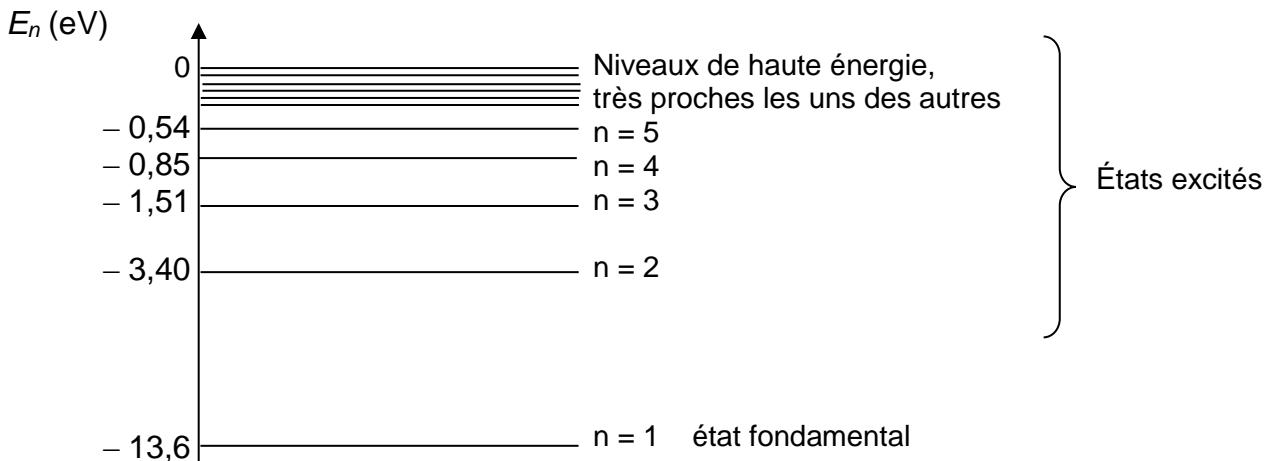 En (eV)
0
Niveaux de haute énergie,
très proches les uns des autres
– 0,54
n = 5
– 0,85
n = 4
États excités
– 1,51
n = 3
– 3,40
n = 2
– 13,6
n = 1 état fondamental